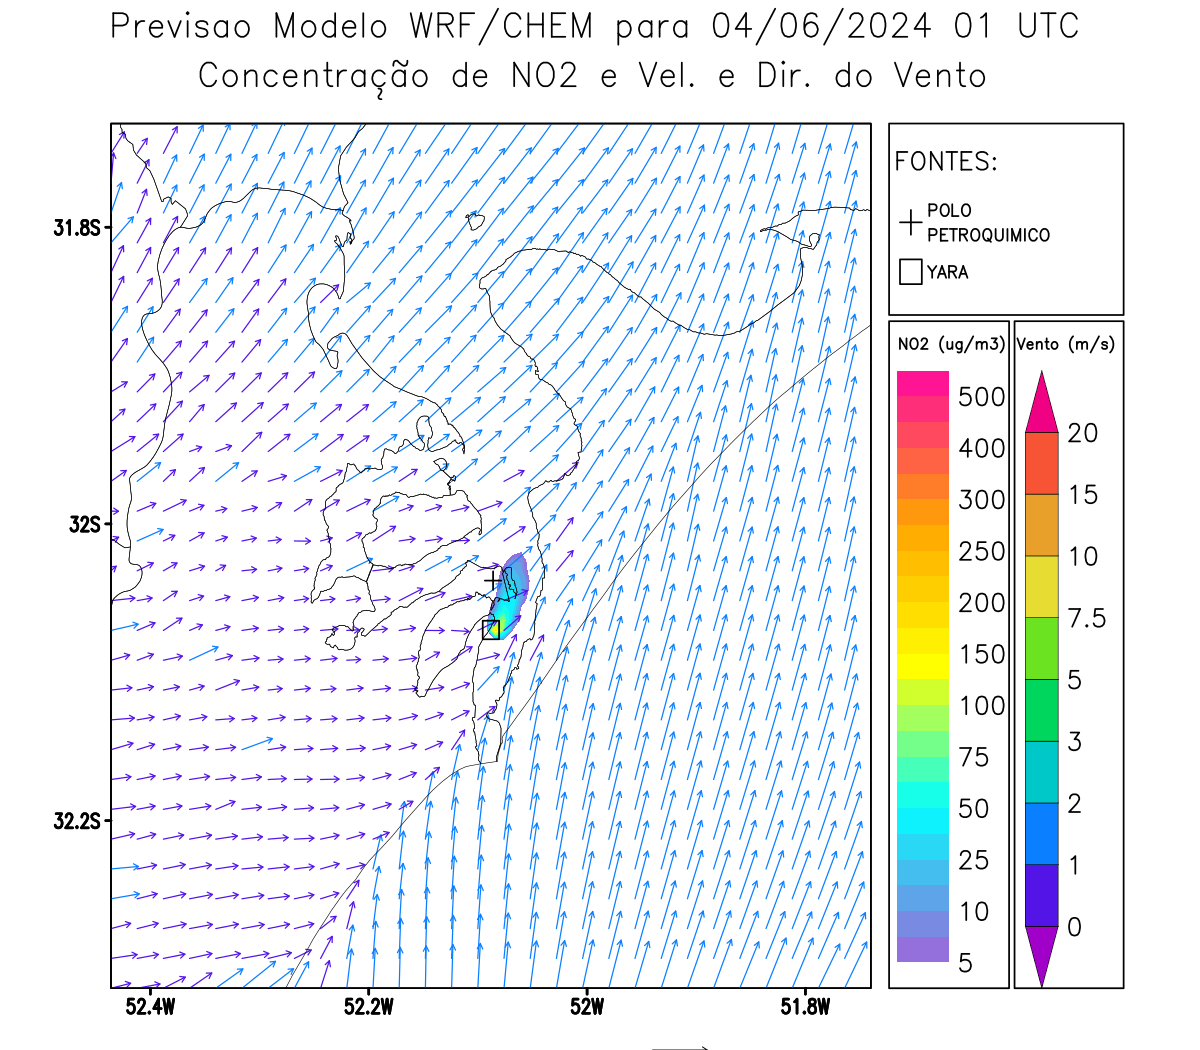 Previsao Modelo WRF/CHEM para 04/06/2024 01 UTC
Concentração de NO2 e Vel. e Dir. do Vento
FONTES:
POLO
PETROQUIMICO
YARA
31.8S
32S
32.2S
52.4W
52.2W
52W
51.8W
NO2 (ug/m3)
500
400
300
250
200
150
100
75
50
25
10
5
Vento (m/s)
20
15
10
7.5
5
3
2
1
0